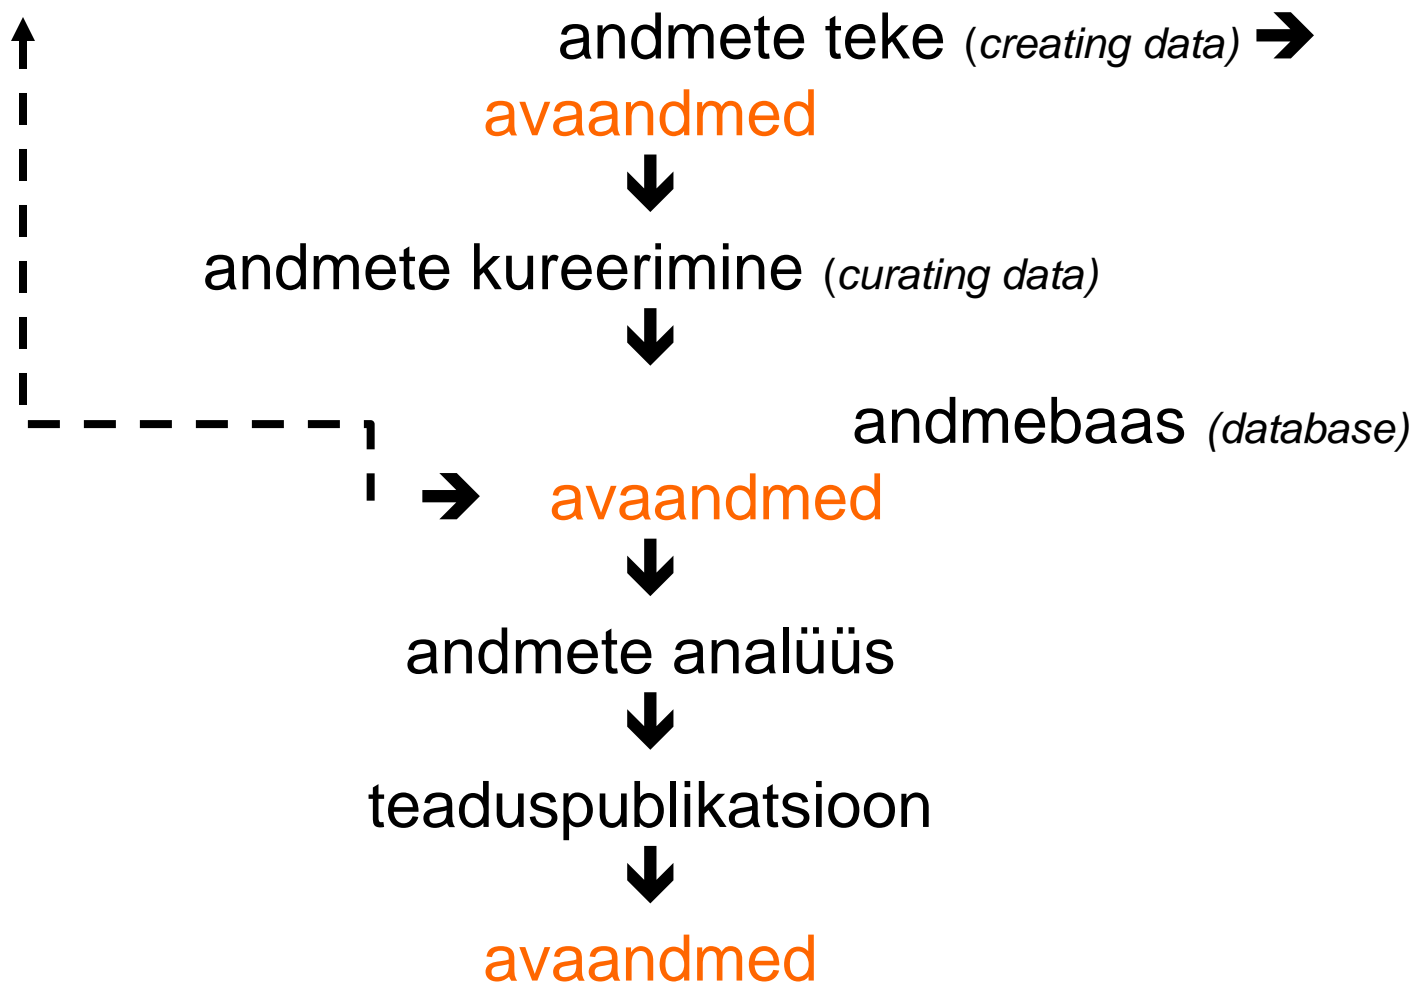 andmete teke (creating data) ➔
avaandmed
andmete kureerimine (curating data)
andmebaas (database)
➔ avaandmed
andmete analüüs
teaduspublikatsioon
avaandmed